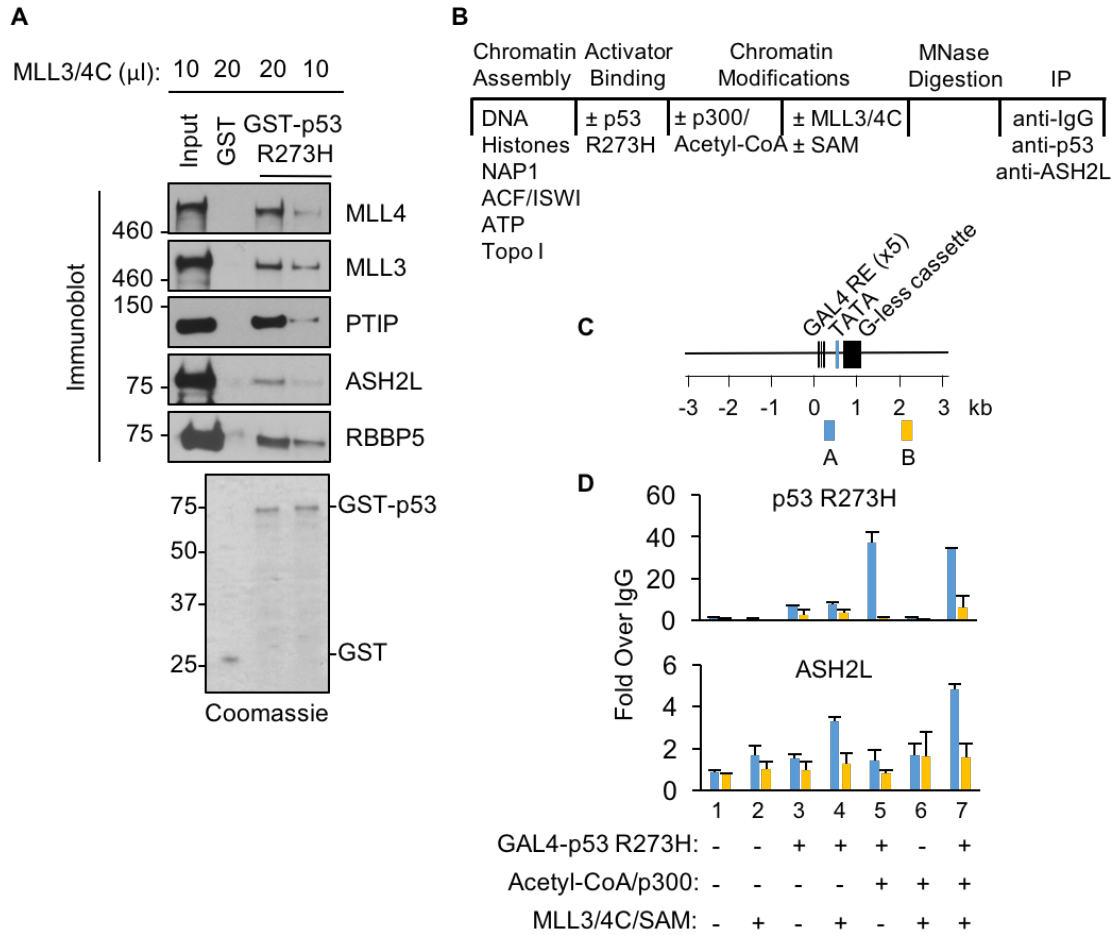 A
MLL3/4C (µl): 10 20 20 10
Input
GST
GST-p53
R273H
Immunoblot
460
MLL4
460
MLL3
150
PTIP
75
ASH2L
75
RBBP5
75
GST-p53
50
37
25
GST
Coomassie
B
Chromatin Assembly
Activator Binding
Chromatin Modifications
MNase Digestion
IP
DNA
Histones
NAP1
ACF/ISWI
ATP
Topo I
± p53
R273H
± p300/
Acetyl-CoA
± MLL3/4C
± SAM
anti-IgG
anti-p53
anti-ASH2L
C
GAL4 RE (x5)
TATA
G-less cassette
-3 -2 -1 0 1 2 3 kb
A B
D
Fold Over IgG
p53 R273H
60
40
20
0
ASH2L
6
4
2
0
1 2 3 4 5 6 7
GAL4-p53 R273H: - - + + + - +
Acetyl-CoA/p300: - - - - + + +
MLL3/4C/SAM: - + - + - + +